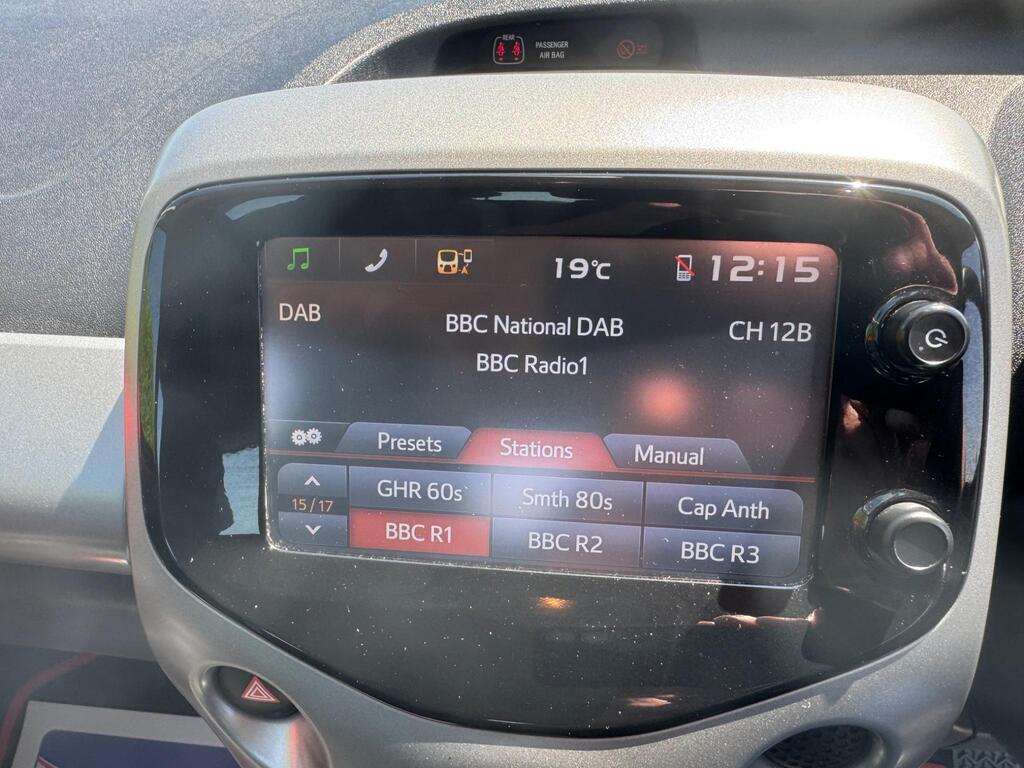 REAR
PASSENGER
AIR BAG
19°C
12:15
DAB
BBC National DAB
CH 12B
BBC Radio1
Presets
Stations
Manual
15/17
GHR 60s
Smth 80s
Cap Anth
BBC R1
BBC R2
BBC R3